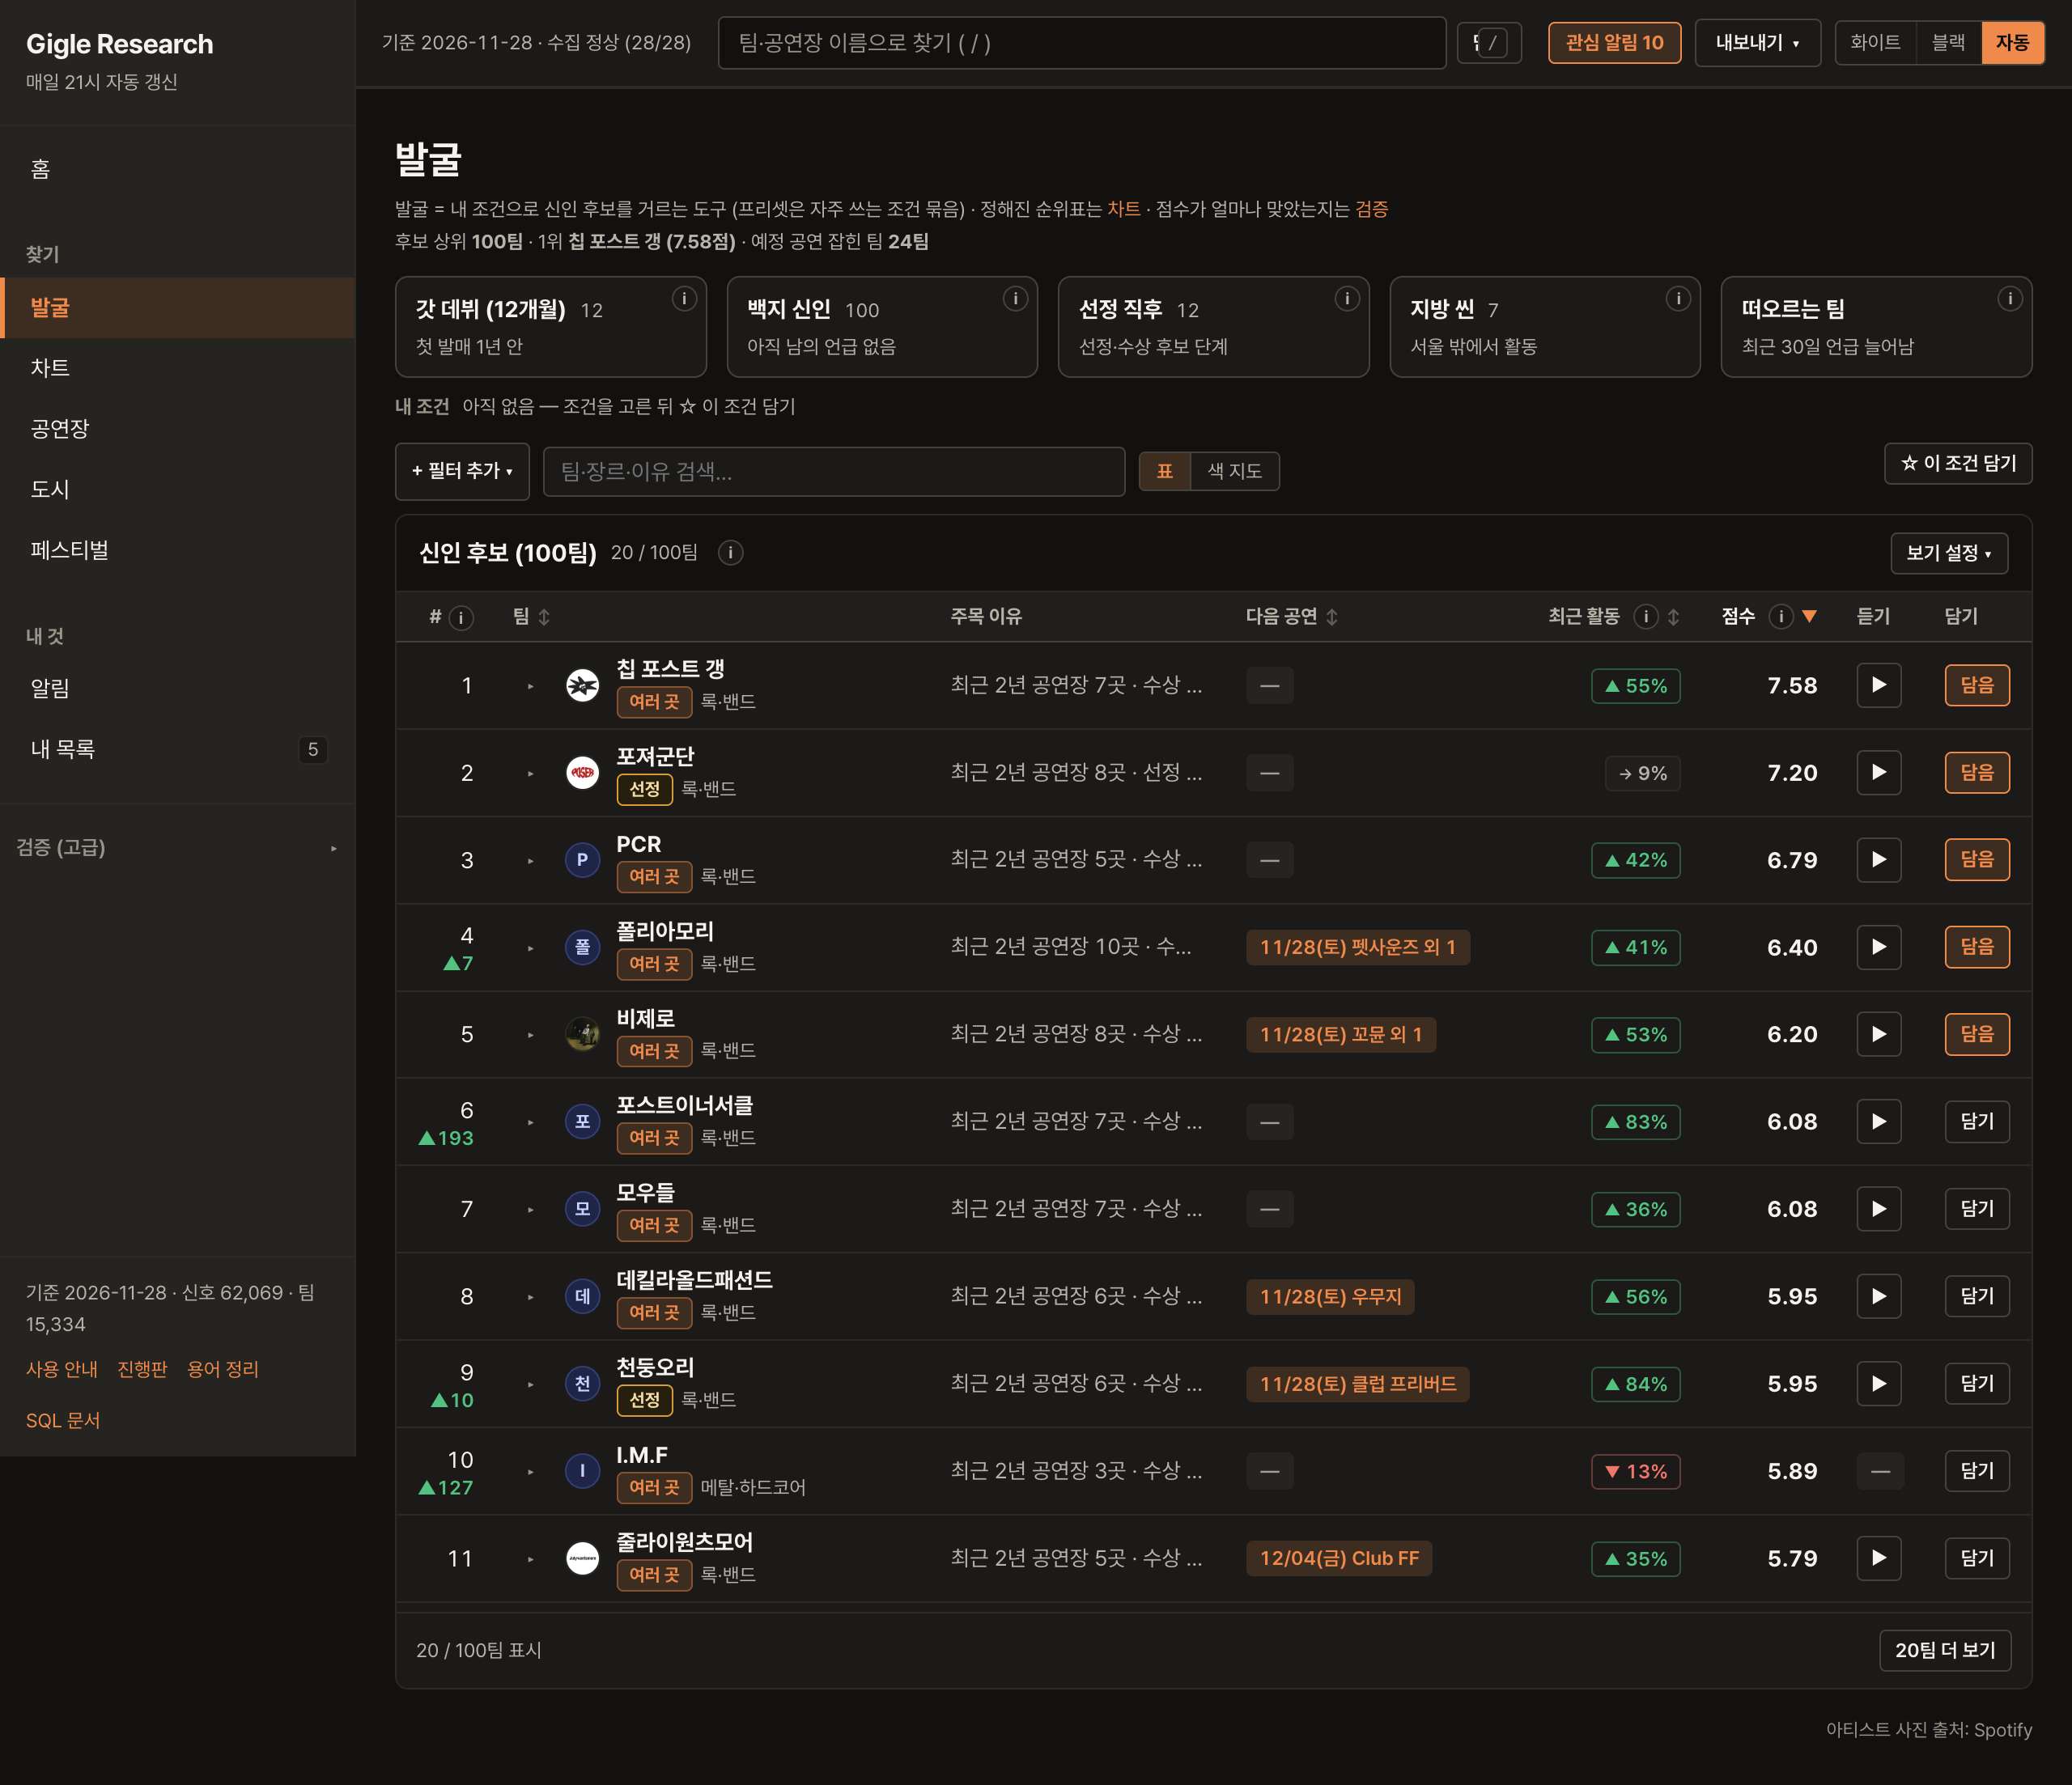 Gigle Research
매일 21시 자동 갱신
홈
찾기
발굴
차트
공연장
도시
페스티벌
내 것
알림
내 목록 5
검증 (고급) ▸
기준 2026-11-28 · 신호 62,069 · 팀
15,334
사용 안내 진행판 용어 정리
SQL 문서
기준 2026-11-28 · 수집 정상 (28/28) 팀·공연장 이름으로 찾기 ( / ) / 관심 알림 10 내보내기 ▾ 화이트 블랙 자동
발굴
발굴 = 내 조건으로 신인 후보를 거르는 도구 (프리셋은 자주 쓰는 조건 묶음) · 정해진 순위표는 차트 · 점수가 얼마나 맞았는지는 검증
후보 상위 100팀 · 1위 칩 포스트 갱 (7.58점) · 예정 공연 잡힌 팀 24팀
갓 데뷔 (12개월) 12 i
첫 발매 1년 안
백지 신인 100 i
아직 남의 언급 없음
선정 직후 12 i
선정·수상 후보 단계
지방 씬 7 i
서울 밖에서 활동
떠오르는 팀 i
최근 30일 언급 늘어남
내 조건 아직 없음 — 조건을 고른 뒤 ☆ 이 조건 담기
+ 필터 추가 ▾ 팀·장르·이유 검색... 표 색 지도 ☆ 이 조건 담기
신인 후보 (100팀) 20 / 100팀 i 보기 설정 ▾
# i 팀 ↕ 주목 이유 다음 공연 ↕ 최근 활동 i ↕ 점수 i ▼ 듣기 담기
1 ▸ 칩 포스트 갱 최근 2년 공연장 7곳 · 수상 ... — ▲ 55% 7.58 ▶ 담음
여러 곳 록·밴드
2 ▸ POSER 포져군단 최근 2년 공연장 8곳 · 선정 ... — → 9% 7.20 ▶ 담음
선정 록·밴드
3 ▸ P PCR 최근 2년 공연장 5곳 · 수상 ... — ▲ 42% 6.79 ▶ 담음
여러 곳 록·밴드
4 ▲7 ▸ 폴 폴리아모리 최근 2년 공연장 10곳 · 수... 11/28(토) 펫사운즈 외 1 ▲ 41% 6.40 ▶ 담음
여러 곳 록·밴드
5 ▸ 비제로 최근 2년 공연장 8곳 · 수상 ... 11/28(토) 꼬뮨 외 1 ▲ 53% 6.20 ▶ 담음
여러 곳 록·밴드
6 ▲193 ▸ 포 포스트이너서클 최근 2년 공연장 7곳 · 수상 ... — ▲ 83% 6.08 ▶ 담기
여러 곳 록·밴드
7 ▸ 모 모우들 최근 2년 공연장 7곳 · 수상 ... — ▲ 36% 6.08 ▶ 담기
여러 곳 록·밴드
8 ▸ 데 데킬라올드패션드 최근 2년 공연장 6곳 · 수상 ... 11/28(토) 우무지 ▲ 56% 5.95 ▶ 담기
여러 곳 록·밴드
9 ▲10 ▸ 천 천둥오리 최근 2년 공연장 6곳 · 수상 ... 11/28(토) 클럽 프리버드 ▲ 84% 5.95 ▶ 담기
선정 록·밴드
10 ▲127 ▸ I I.M.F 최근 2년 공연장 3곳 · 수상 ... — ▼ 13% 5.89 — 담기
여러 곳 메탈·하드코어
11 ▸ 줄라이원츠모어 최근 2년 공연장 5곳 · 수상 ... 12/04(금) Club FF ▲ 35% 5.79 ▶ 담기
여러 곳 록·밴드
20 / 100팀 표시 20팀 더 보기
아티스트 사진 출처: Spotify